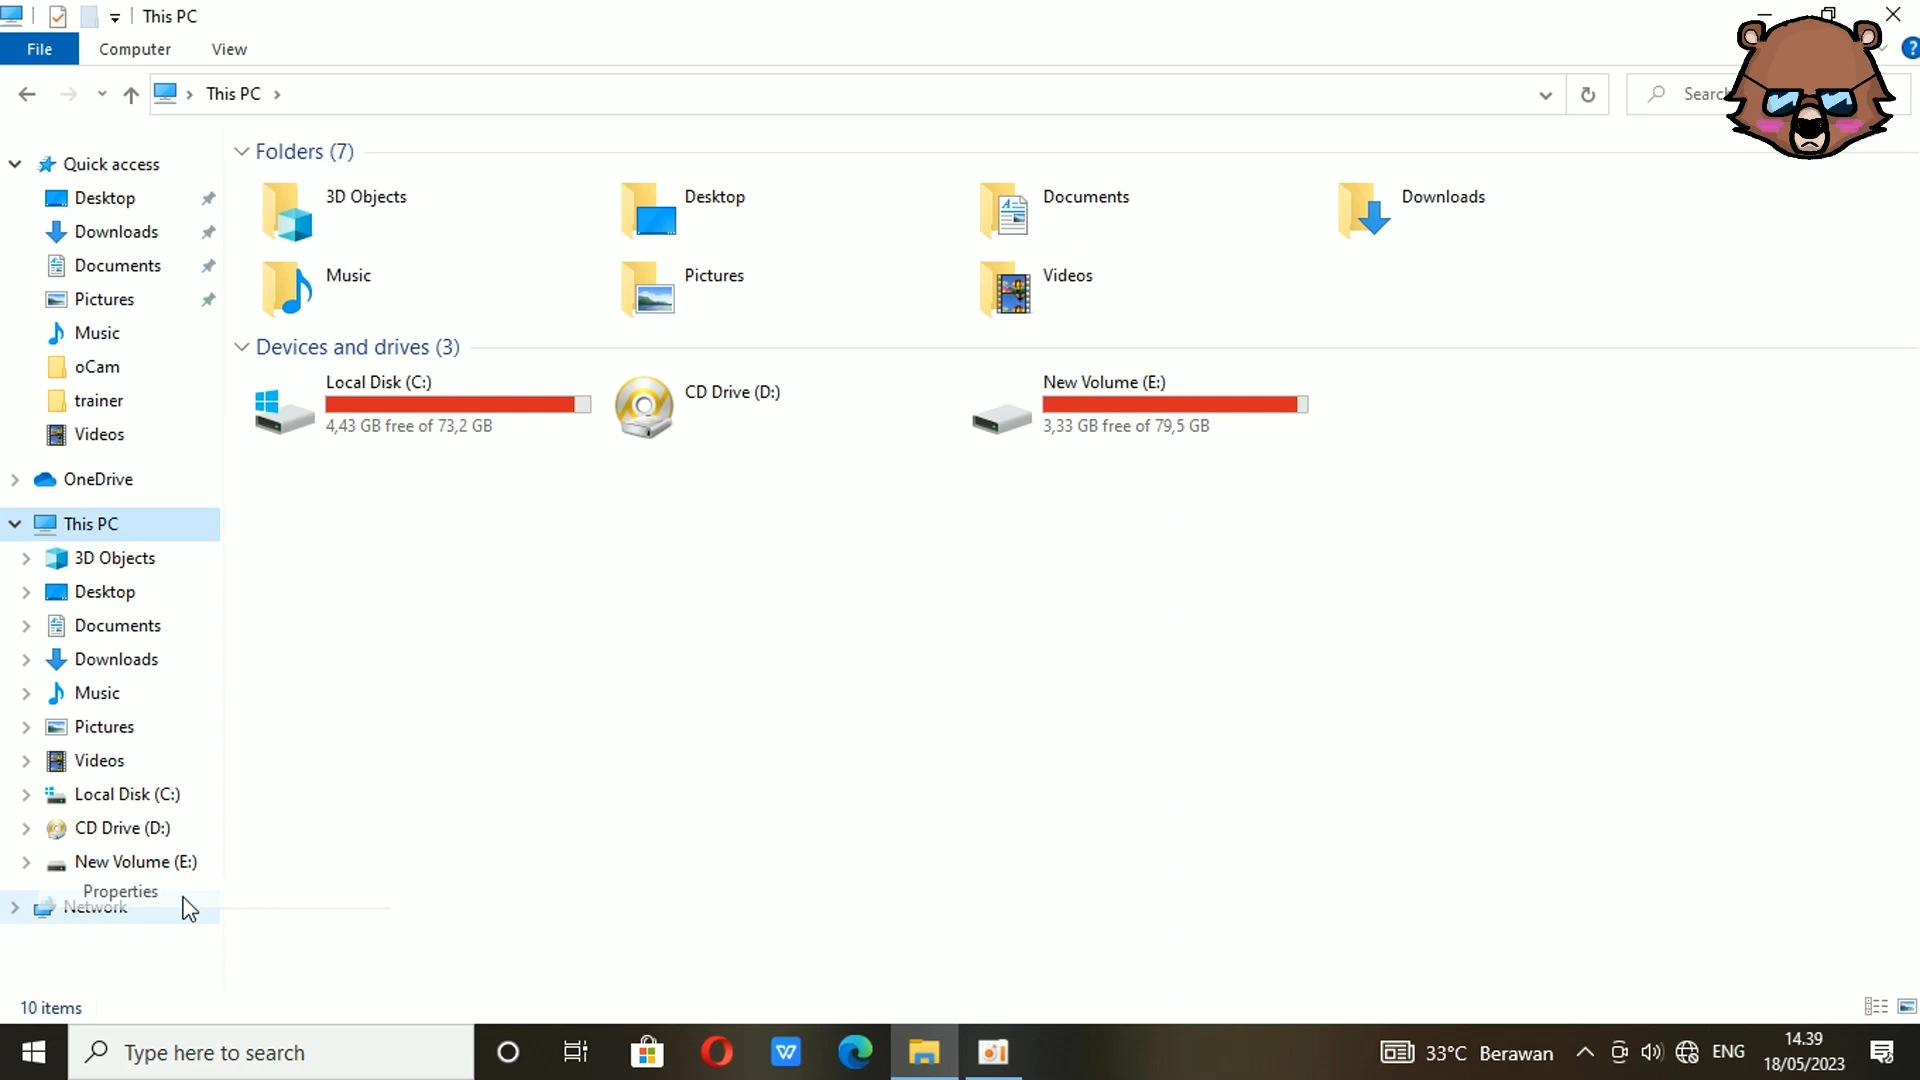 This PC
File
Computer
View
This PC
Search
Quick access
Desktop
Downloads
Documents
Pictures
Music
oCam
trainer
Videos
OneDrive
This PC
3D Objects
Desktop
Documents
Downloads
Music
Pictures
Videos
Local Disk (C:)
CD Drive (D:)
New Volume (E:)
Properties
Network
Folders (7)
3D Objects
Desktop
Documents
Downloads
Music
Pictures
Videos
Devices and drives (3)
Local Disk (C:)
4,43 GB free of 73,2 GB
CD Drive (D:)
New Volume (E:)
3,33 GB free of 79,5 GB
10 items
Type here to search
33°C Berawan
ENG
14.39
18/05/2023